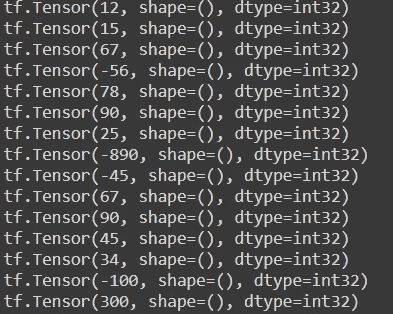 tf.Tensor(12, shape=(), dtype=int32)
tf.Tensor(15, shape=(), dtype=int32)
tf.Tensor(67, shape=(), dtype=int32)
tf.Tensor(-56, shape=(), dtype=int32)
tf.Tensor(78, shape=(), dtype=int32)
tf.Tensor(90, shape=(), dtype=int32)
tf.Tensor(25, shape=(), dtype=int32)
tf.Tensor(-890, shape=(), dtype=int32)
tf.Tensor(-45, shape=(), dtype=int32)
tf.Tensor(67, shape=(), dtype=int32)
tf.Tensor(90, shape=(), dtype=int32)
tf.Tensor(45, shape=(), dtype=int32)
tf.Tensor(34, shape=(), dtype=int32)
tf.Tensor(-100, shape=(), dtype=int32)
tf.Tensor(300, shape=(), dtype=int32)